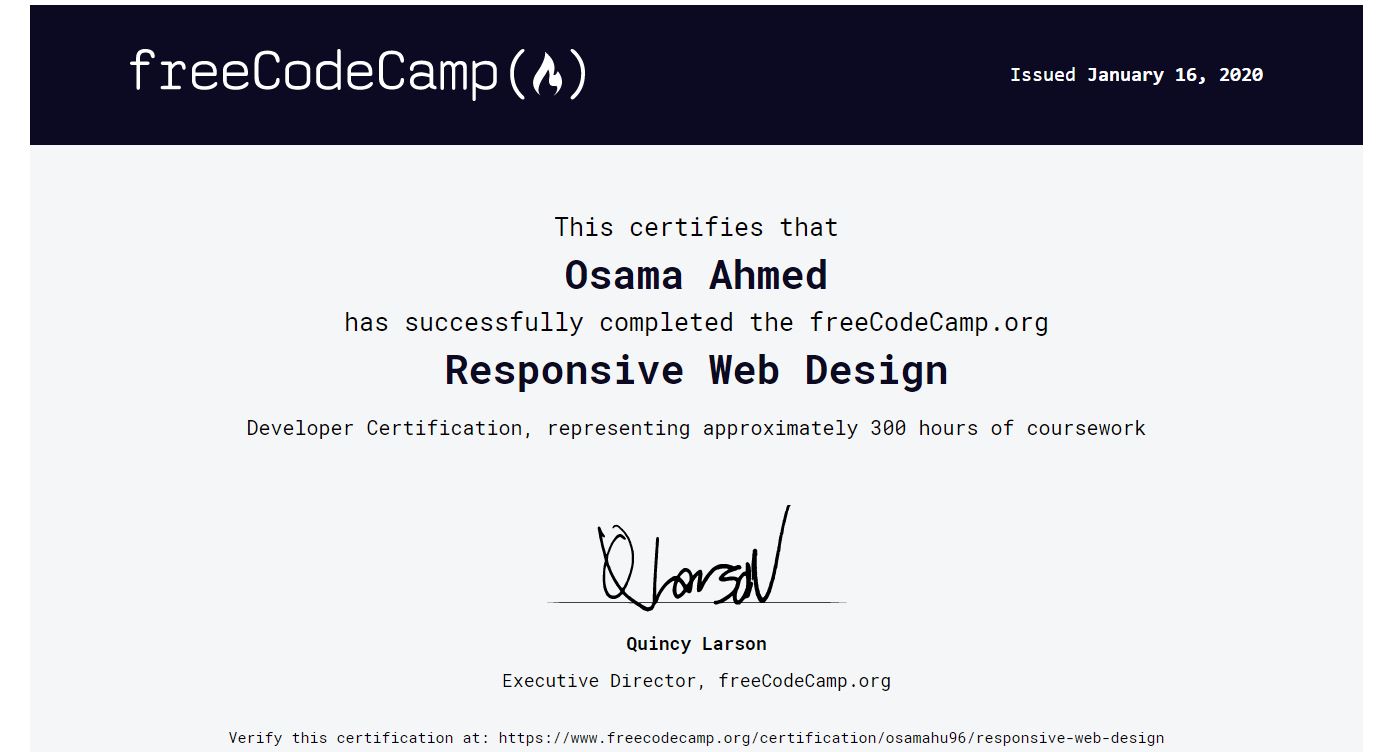 freeCodeCamp
Issued January 16, 2020
This certifies that
Osama Ahmed
has successfully completed the freeCodeCamp.org
Responsive Web Design
Developer Certification, representing approximately 300 hours of coursework
Q Larson
Quincy Larson
Executive Director, freeCodeCamp.org
Verify this certification at: https://www.freecodecamp.org/certification/osamahu96/responsive-web-design